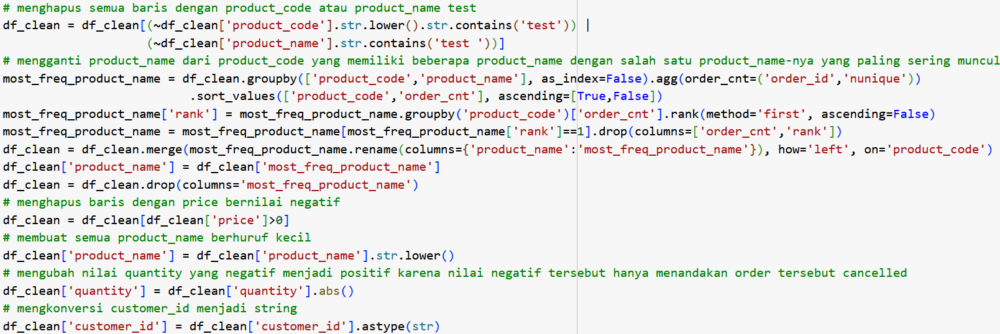 # menghapus semua baris dengan product_code atau product_name test
df_clean = df_clean[(~df_clean['product_code'].str.lower().str.contains('test')) |
                    (~df_clean['product_name'].str.contains('test '))]
# mengganti product_name dari product_code yang memiliki beberapa product_name dengan salah satu product_name-nya yang paling sering muncul
most_freq_product_name = df_clean.groupby(['product_code','product_name'], as_index=False).agg(order_cnt=('order_id','nunique'))
                          .sort_values(['product_code','order_cnt'], ascending=[True,False])
most_freq_product_name['rank'] = most_freq_product_name.groupby('product_code')['order_cnt'].rank(method='first', ascending=False)
most_freq_product_name = most_freq_product_name[most_freq_product_name['rank']==1].drop(columns=['order_cnt','rank'])
df_clean = df_clean.merge(most_freq_product_name.rename(columns={'product_name':'most_freq_product_name'}), how='left', on='product_code')
df_clean['product_name'] = df_clean['most_freq_product_name']
df_clean = df_clean.drop(columns='most_freq_product_name')
# menghapus baris dengan price bernilai negatif
df_clean = df_clean[df_clean['price']>0]
# membuat semua product_name berhuruf kecil
df_clean['product_name'] = df_clean['product_name'].str.lower()
# mengubah nilai quantity yang negatif menjadi positif karena nilai negatif tersebut hanya menandakan order tersebut cancelled
df_clean['quantity'] = df_clean['quantity'].abs()
# mengkonversi customer_id menjadi string
df_clean['customer_id'] = df_clean['customer_id'].astype(str)